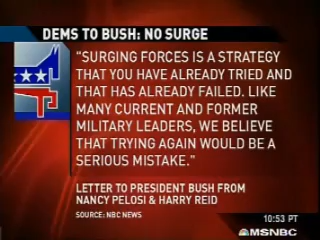 DEMS TO BUSH: NO SURGE
“SURGING FORCES IS A STRATEGY
THAT YOU HAVE ALREADY TRIED AND
THAT HAS ALREADY FAILED. LIKE
MANY CURRENT AND FORMER
MILITARY LEADERS, WE BELIEVE
THAT TRYING AGAIN WOULD BE A
SERIOUS MISTAKE.”
LETTER TO PRESIDENT BUSH FROM
NANCY PELOSI & HARRY REID
SOURCE: NBC NEWS
10:53 PT
MSNBC